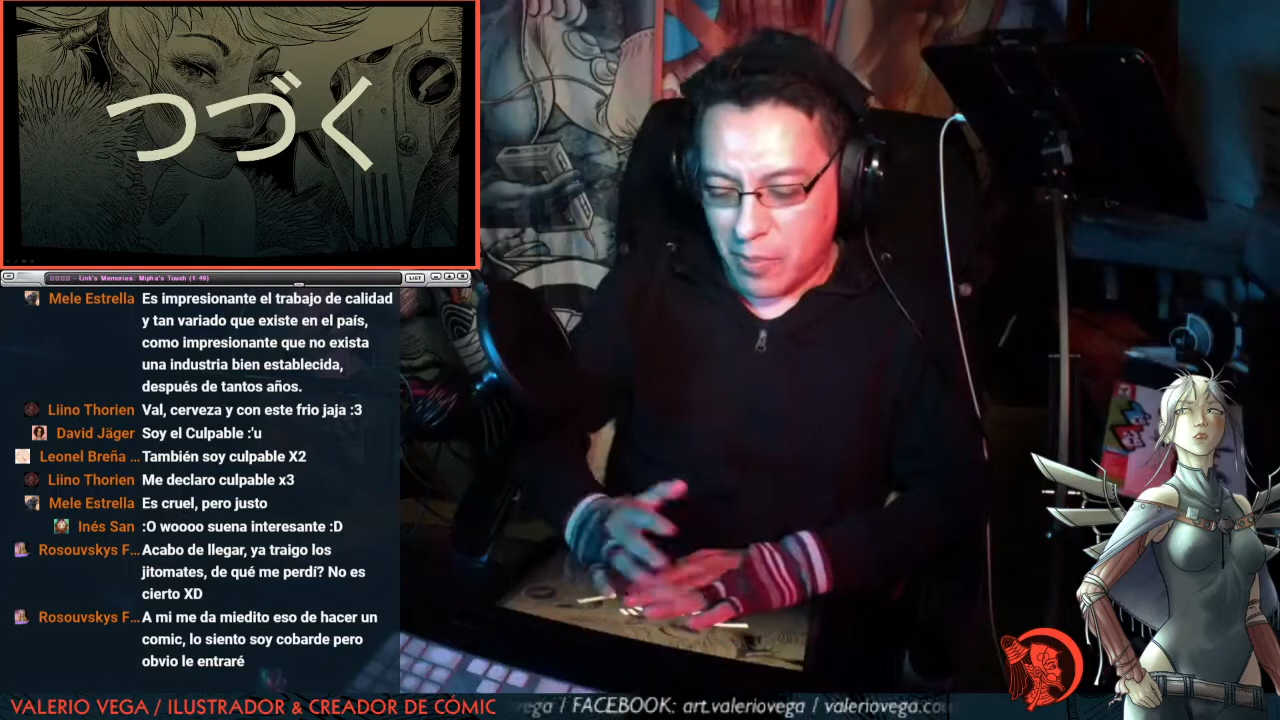 つづく
Link's Memories: Mipha's Touch (1:49)
LIST
Mele Estrella Es impresionante el trabajo de calidad
y tan variado que existe en el país,
como impresionante que no exista
una industria bien establecida,
después de tantos años.
Liino Thorien Val, cerveza y con este frio jaja :3
David Jäger Soy el Culpable :'u
Leonel Breña ... También soy culpable X2
Liino Thorien Me declaro culpable x3
Mele Estrella Es cruel, pero justo
Inés San :O woooo suena interesante :D
Rosouvskys F... Acabo de llegar, ya traigo los
jitomates, de qué me perdí? No es
cierto XD
Rosouvskys F... A mi me da miedito eso de hacer un
comic, lo siento soy cobarde pero
obvio le entraré
VALERIO VEGA / ILUSTRADOR & CREADOR DE CÓMIC
/ FACEBOOK: art.valeriovega / valeriovega.co